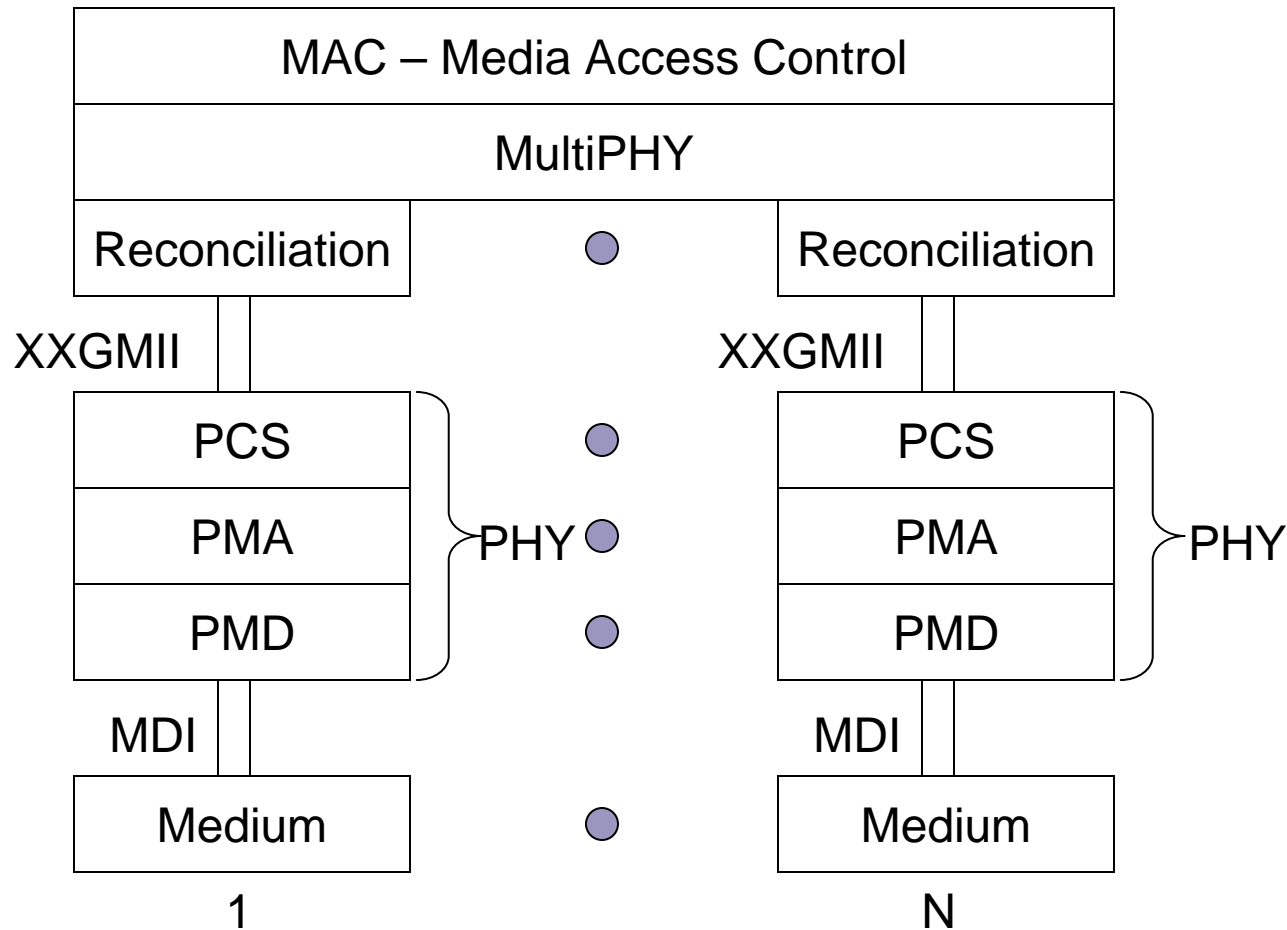 MAC – Media Access Control
MultiPHY
Reconciliation Reconciliation
XXGMII XXGMII
PCS PCS
PMA PHY PMA PHY
PMD PMD
MDI MDI
Medium Medium
1 N